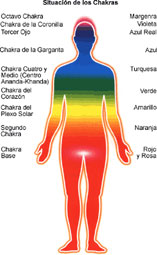 Situación de los Chakras
Octavo Chakra
Margenra
Chakra de la Coronilla
Violeta
Tercer Ojo
Azul Real
Chakra de la Garganta
Azul
Chakra Cuatro y
Medio (Centro
Ananda-Khanda)
Turquesa
Chakra del
Corazón
Verde
Chakra del
Plexo Solar
Amarillo
Segundo
Chakra
Naranja
Chakra
Base
Rojo y
Rosa